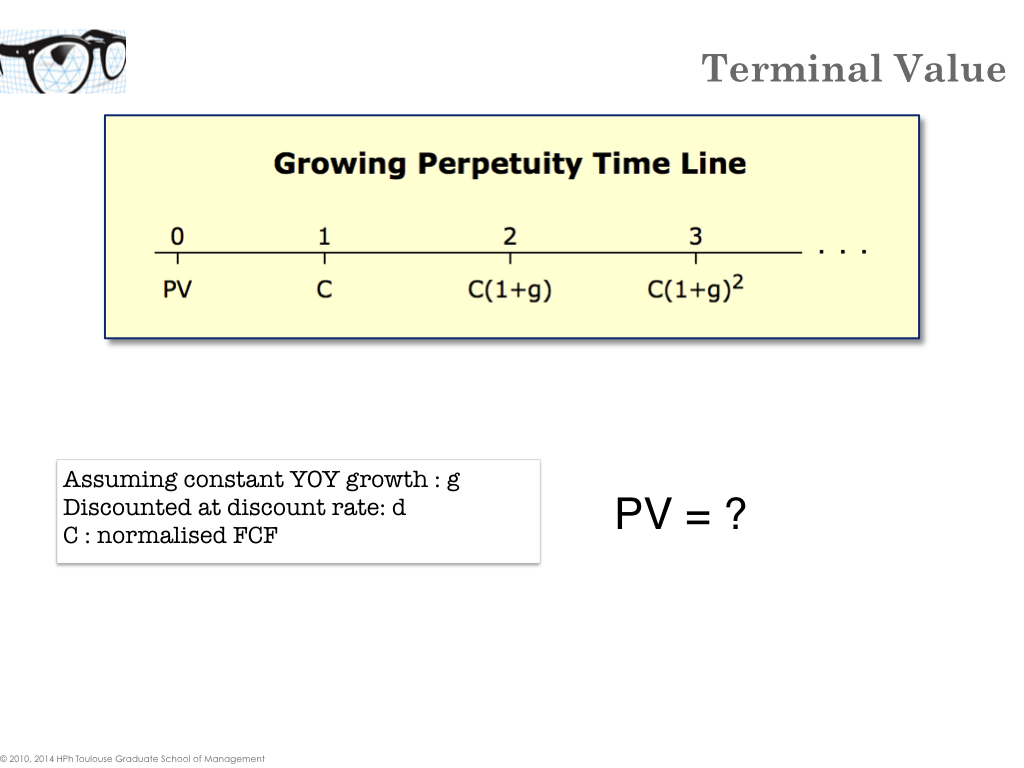 Terminal Value
Growing Perpetuity Time Line
0 1 2 3 . . .
PV C C(1+g) C(1+g)²
Assuming constant YOY growth : g
Discounted at discount rate: d
C : normalised FCF
PV = ?
© 2010, 2014 HPh Toulouse Graduate School of Management